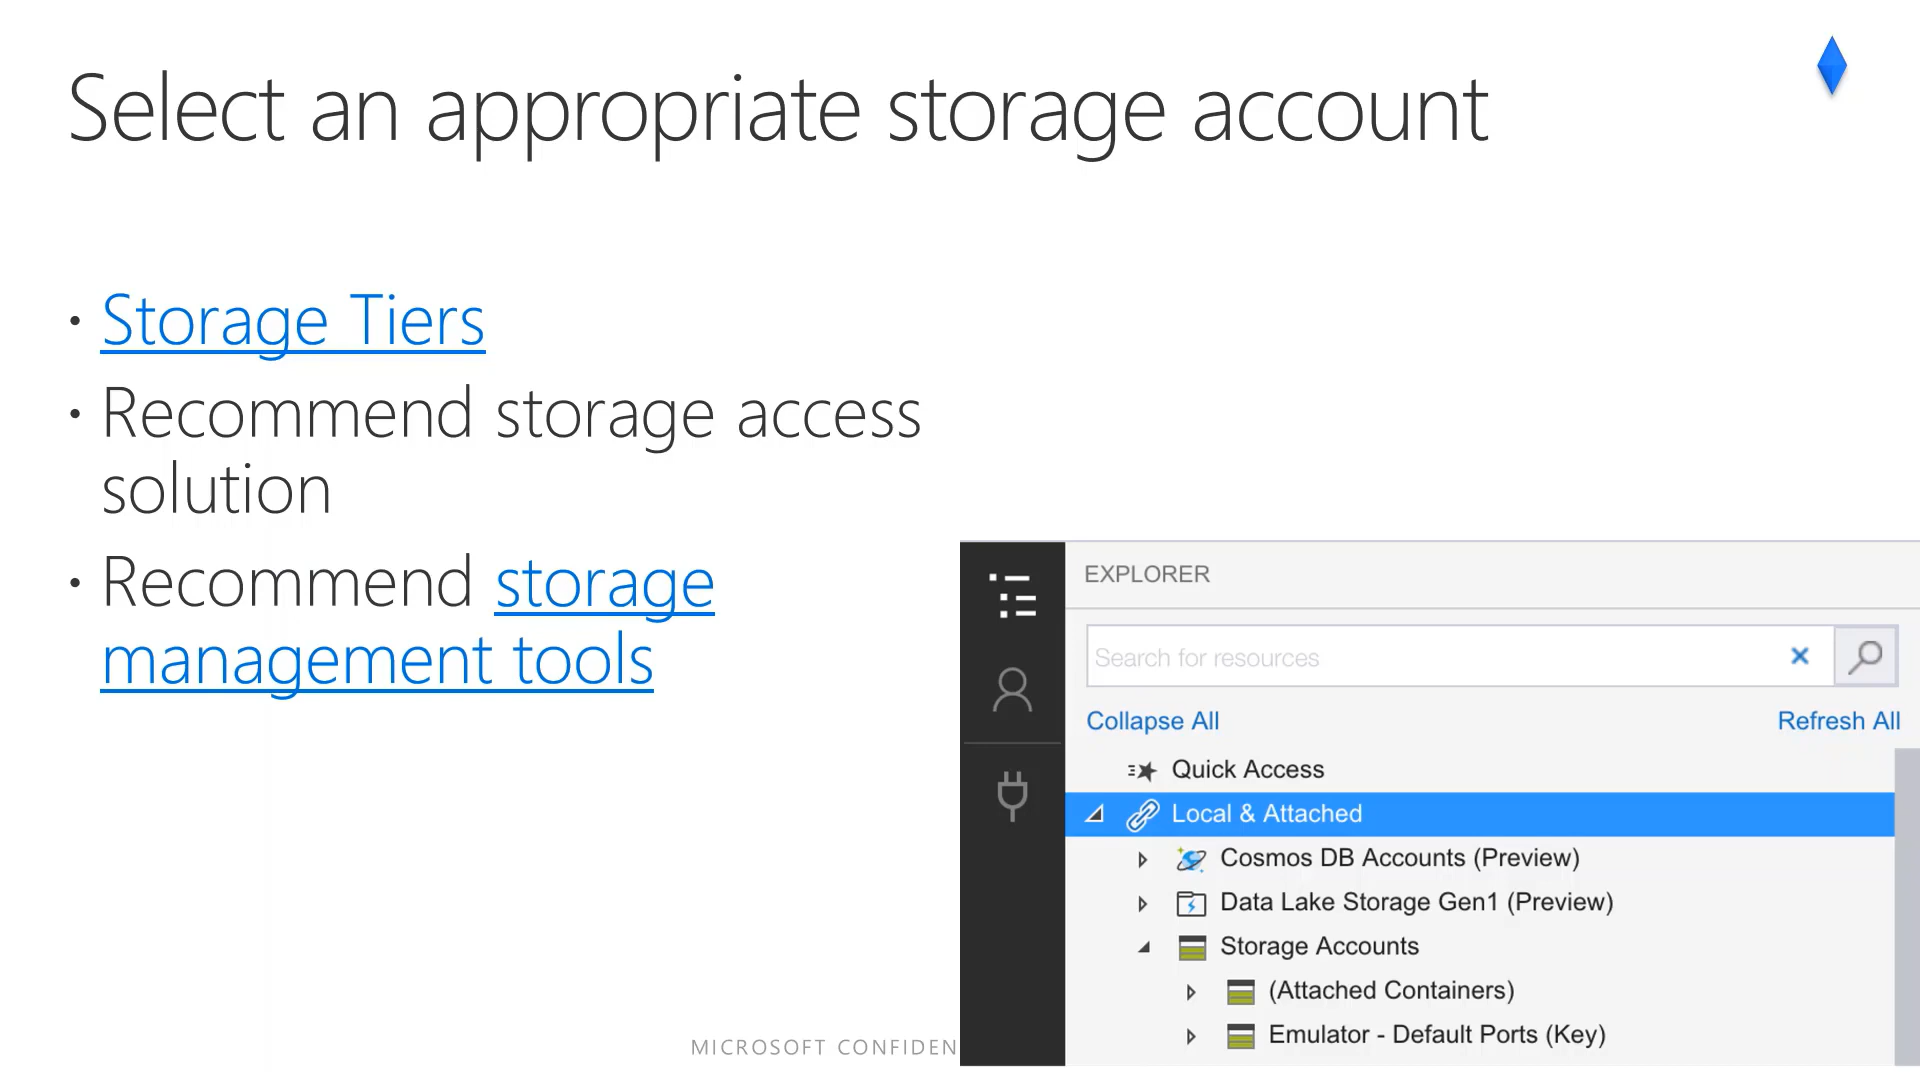 Select an appropriate storage account
• Storage Tiers
• Recommend storage access
solution
• Recommend storage
management tools
EXPLORER
Search for resources
Collapse All
Refresh All
Quick Access
Local & Attached
Cosmos DB Accounts (Preview)
Data Lake Storage Gen1 (Preview)
Storage Accounts
(Attached Containers)
Emulator - Default Ports (Key)
MICROSOFT CONFIDEN